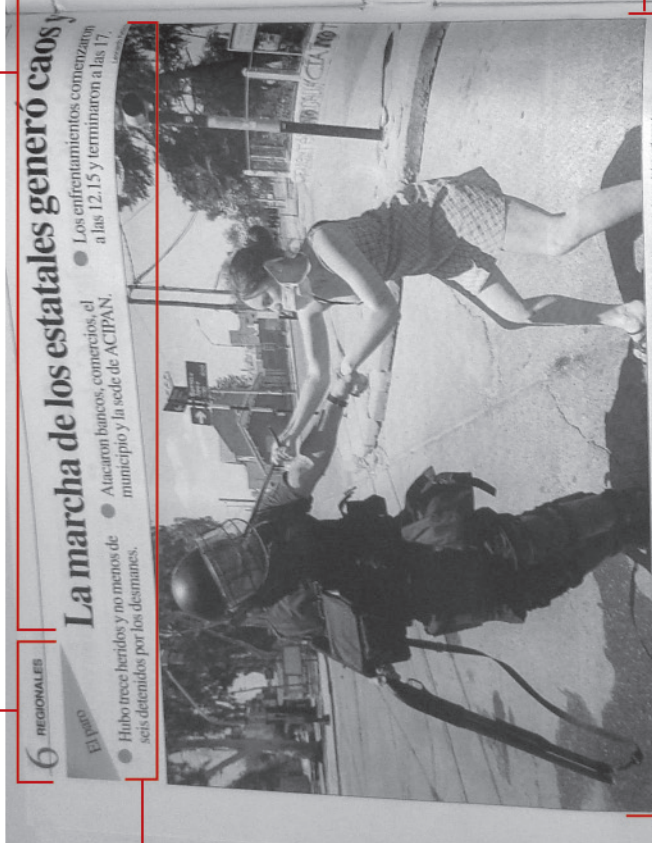 6 REGIONALES
El paro
La marcha de los estatales generó caos y
Hubo trece heridos y no menos de
seis detenidos por los desmanes.
Atacaron bancos, comercios, el
municipio y la sede de ACIPAN.
Los enfrentamientos comenzaron
a las 12.15 y terminaron a las 17.